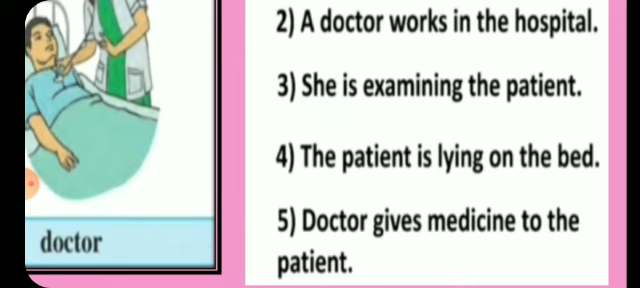 2) A doctor works in the hospital.
3) She is examining the patient.
4) The patient is lying on the bed.
5) Doctor gives medicine to the
patient.
doctor